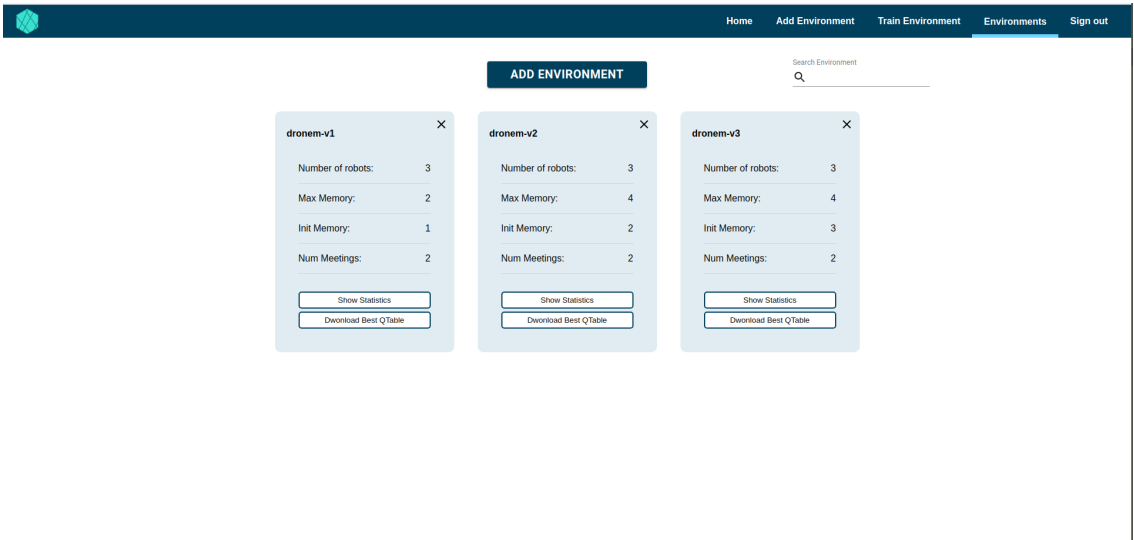 Home Add Environment Train Environment Environments Sign out
ADD ENVIRONMENT
Search Environment
dronem-v1
Number of robots: 3
Max Memory: 2
Init Memory: 1
Num Meetings: 2
Show Statistics
Dwonload Best QTable
dronem-v2
Number of robots: 3
Max Memory: 4
Init Memory: 2
Num Meetings: 2
Show Statistics
Dwonload Best QTable
dronem-v3
Number of robots: 3
Max Memory: 4
Init Memory: 3
Num Meetings: 2
Show Statistics
Dwonload Best QTable